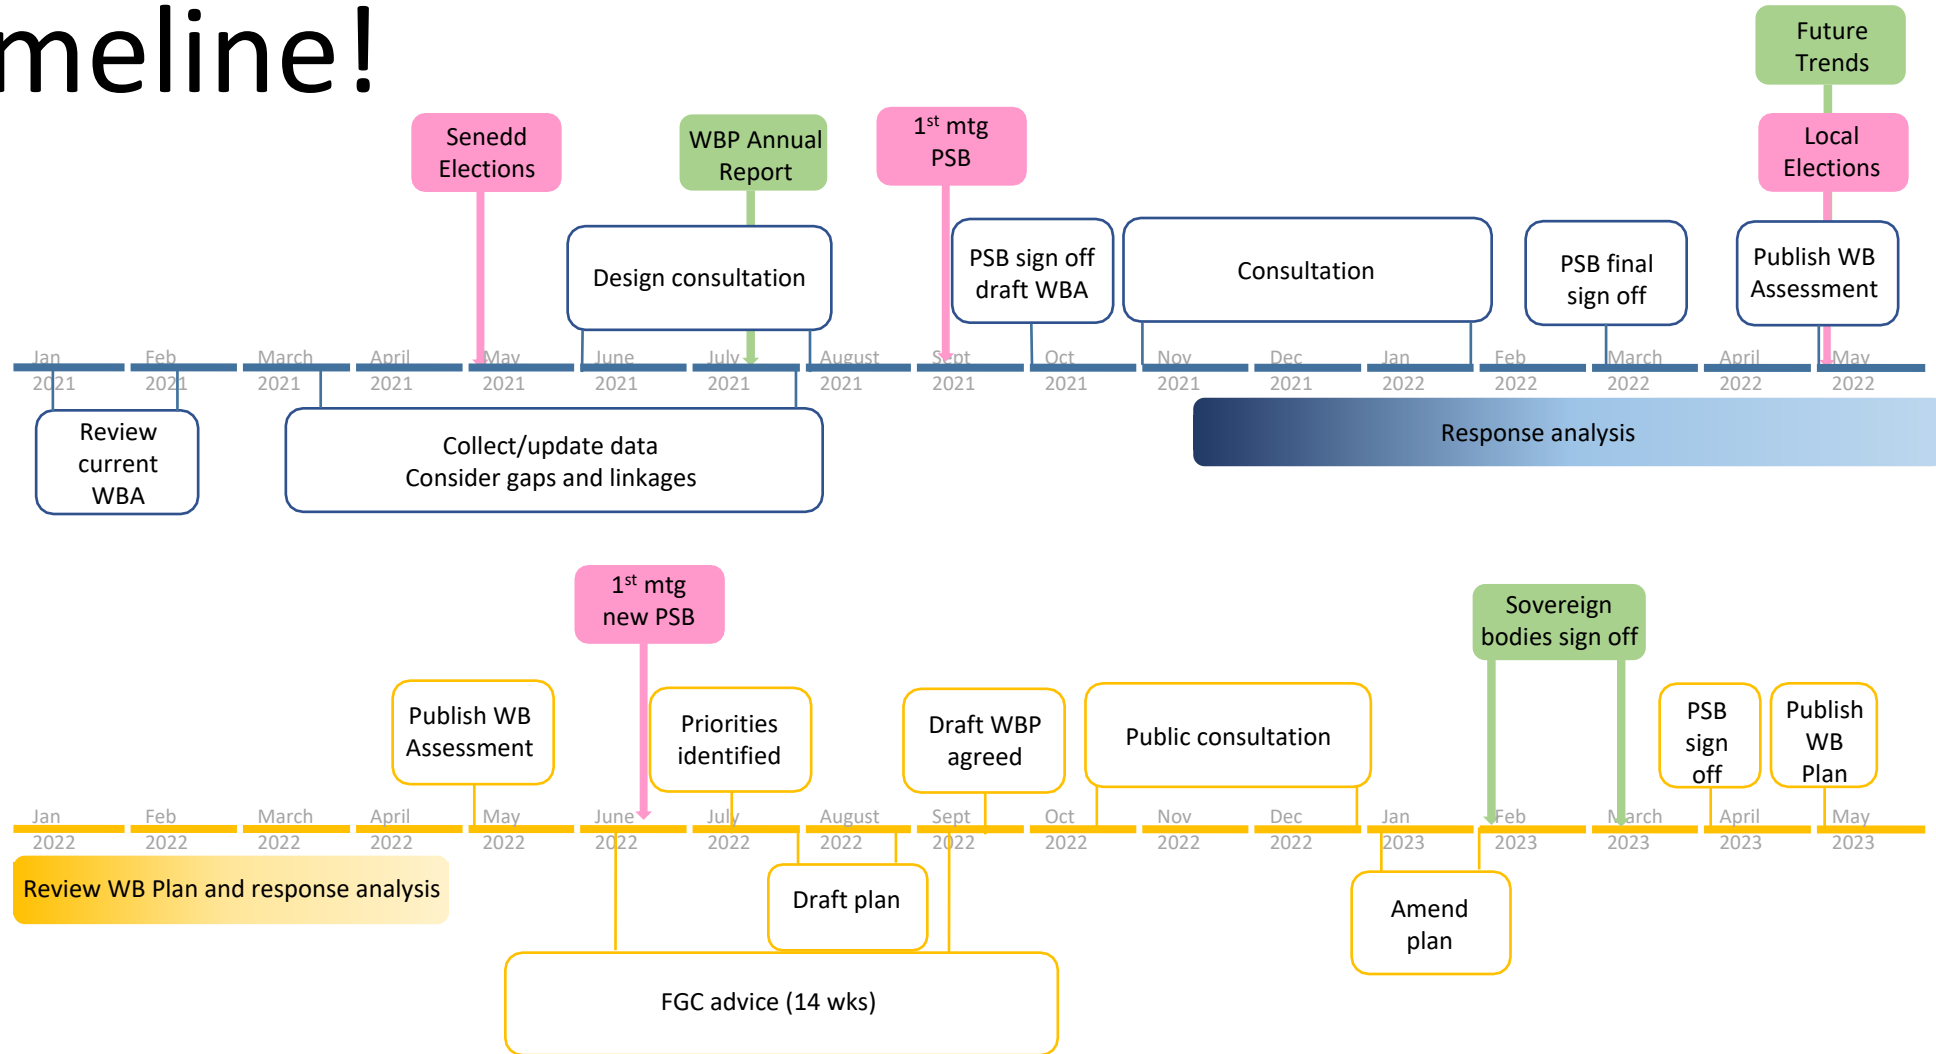 meline!
Future
Trends
Senedd
Elections
WBP Annual
Report
1st mtg
PSB
Local
Elections
Design consultation
PSB sign off
draft WBA
Consultation
PSB final
sign off
Publish WB
Assessment
Jan
2021
Feb
2021
March
2021
April
2021
May
2021
June
2021
July
2021
August
2021
Sept
2021
Oct
2021
Nov
2021
Dec
2021
Jan
2022
Feb
2022
March
2022
April
2022
May
2022
Review
current
WBA
Collect/update data
Consider gaps and linkages
Response analysis
1st mtg
new PSB
Sovereign
bodies sign off
Publish WB
Assessment
Priorities
identified
Draft WBP
agreed
Public consultation
PSB
sign
off
Publish
WB
Plan
Jan
2022
Feb
2022
March
2022
April
2022
May
2022
June
2022
July
2022
August
2022
Sept
2022
Oct
2022
Nov
2022
Dec
2022
Jan
2023
Feb
2023
March
2023
April
2023
May
2023
Review WB Plan and response analysis
Draft plan
Amend
plan
FGC advice (14 wks)